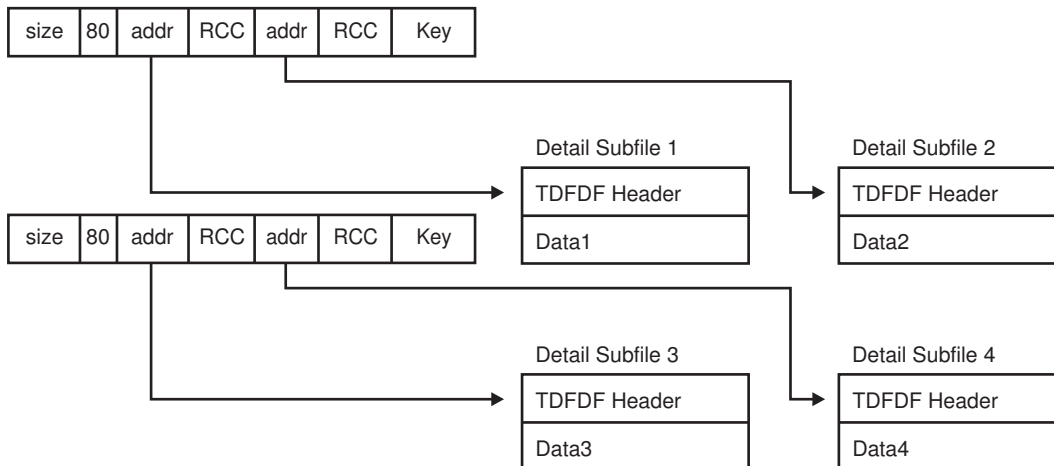 size 80 addr RCC addr RCC Key
Detail Subfile 1 Detail Subfile 2
TDFDF Header TDFDF Header
size 80 addr RCC addr RCC Key
Data1 Data2
Detail Subfile 3 Detail Subfile 4
TDFDF Header TDFDF Header
Data3 Data4